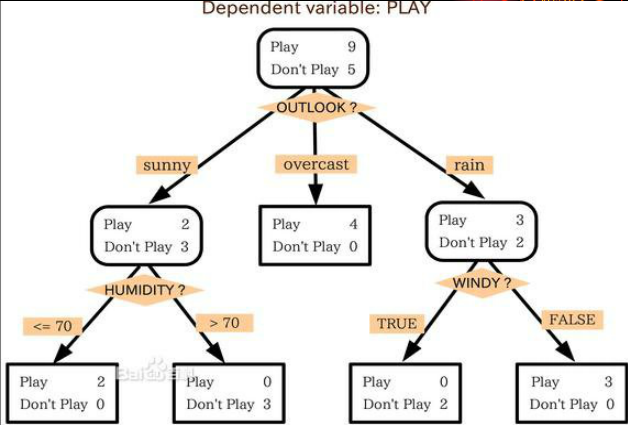 Dependent variable: PLAY
Play 9
Don't Play 5
OUTLOOK ?
sunny
overcast
rain
Play 2
Don't Play 3
Play 4
Don't Play 0
Play 3
Don't Play 2
HUMIDITY ?
WINDY ?
<= 70
> 70
TRUE
FALSE
Play 2
Don't Play 0
Play 0
Don't Play 3
Play 0
Don't Play 2
Play 3
Don't Play 0